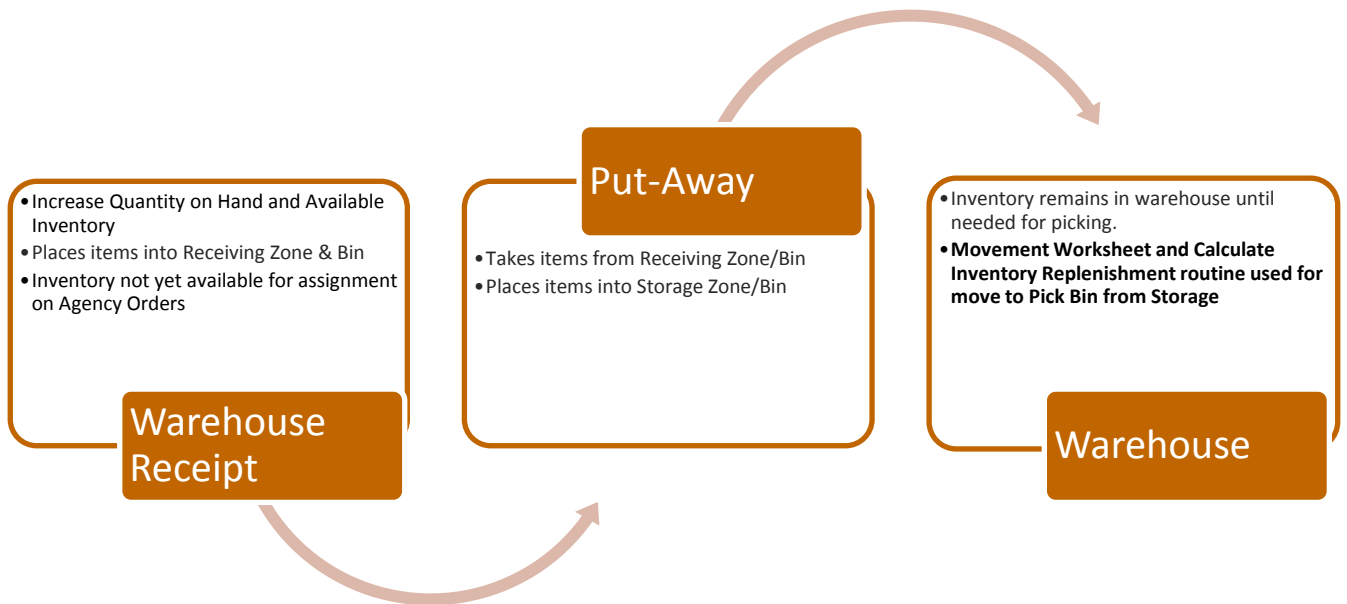 •Increase Quantity on Hand and Available
Inventory
•Places items into Receiving Zone & Bin
•Inventory not yet available for assignment
on Agency Orders
Warehouse
Receipt
Put-Away
•Takes items from Receiving Zone/Bin
•Places items into Storage Zone/Bin
•Inventory remains in warehouse until
needed for picking.
•Movement Worksheet and Calculate
Inventory Replenishment routine used for
move to Pick Bin from Storage
Warehouse